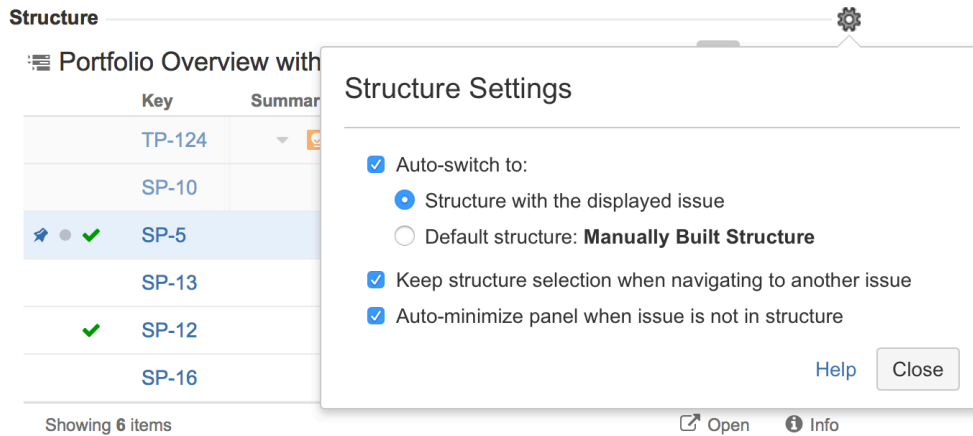 Structure
Portfolio Overview with
Key Summar
TP-124
SP-10
SP-5
SP-13
SP-12
SP-16
Showing 6 items
Open Info
Structure Settings
Auto-switch to:
Structure with the displayed issue
Default structure: Manually Built Structure
Keep structure selection when navigating to another issue
Auto-minimize panel when issue is not in structure
Help Close